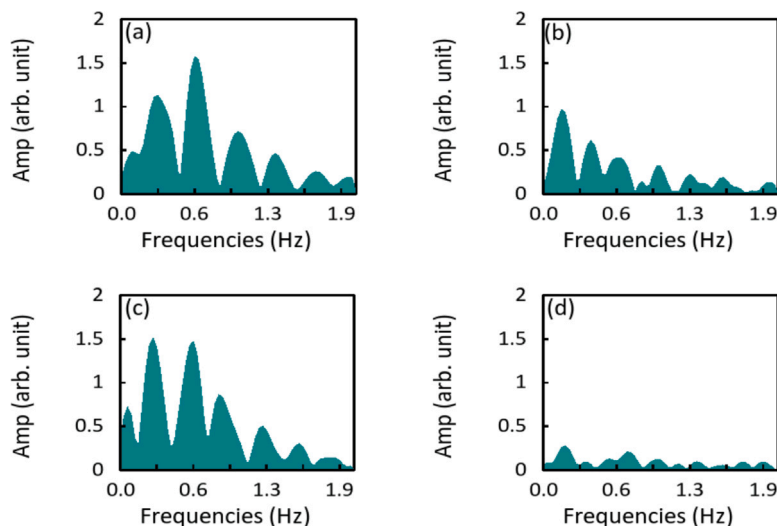 (a)
2
1.5
1
0.5
0
Amp (arb. unit)
0.0 0.6 1.3 1.9
Frequencies (Hz)
(b)
2
1.5
1
0.5
0
Amp (arb. unit)
0.0 0.6 1.3 1.9
Frequencies (Hz)
(c)
2
1.5
1
0.5
0
Amp (arb. unit)
0.0 0.6 1.3 1.9
Frequencies (Hz)
(d)
2
1.5
1
0.5
0
Amp (arb. unit)
0.0 0.6 1.3 1.9
Frequencies (Hz)